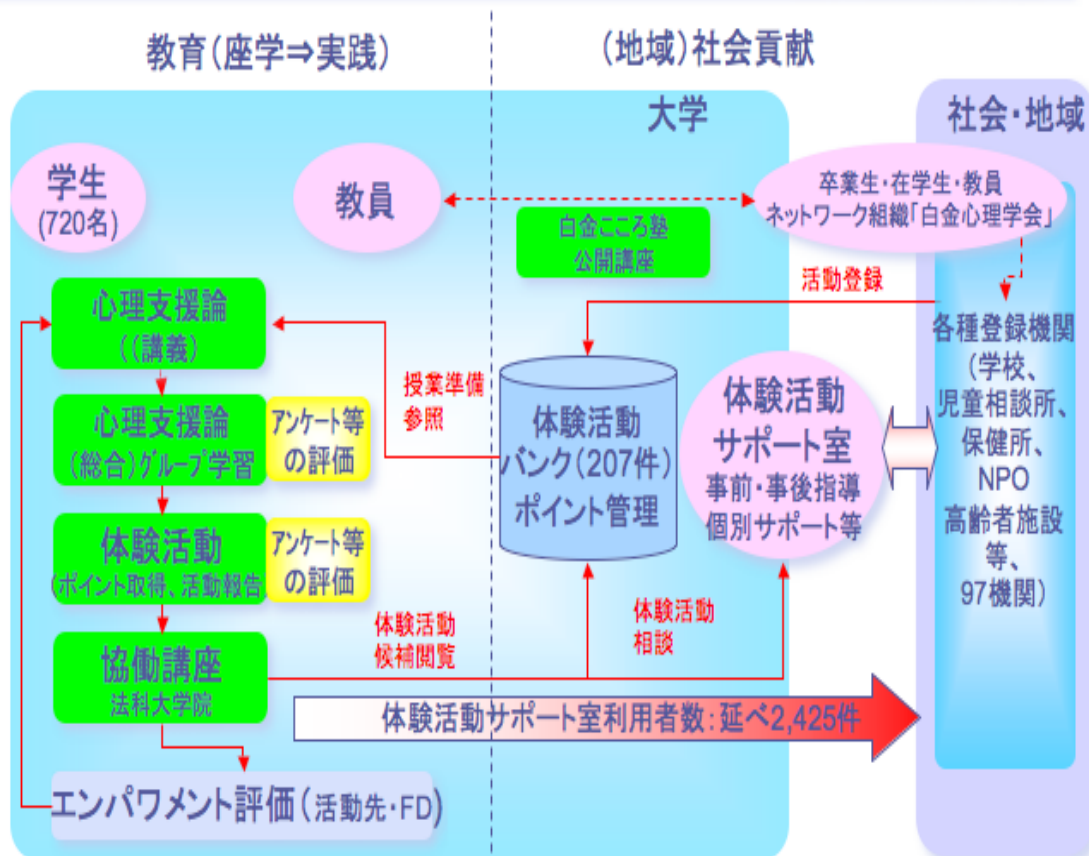 教育(座学⇒実践)
(地域)社会貢献
大学
社会・地域
学生
(720名)
教員
卒業生・在学生・教員
ネットワーク組織「白金心理学会」
白金こころ塾
公開講座
活動登録
心理支援論
((講義)
各種登録機関
(学校、
児童相談所、
保健所、
NPO
高齢者施設
等、
97機関)
授業準備
参照
体験活動
バンク(207件)
ポイント管理
体験活動
サポート室
事前・事後指導
個別サポート等
心理支援論
(総合)グループ学習
アンケート等
の評価
体験活動
(ポイント取得、活動報告
アンケート等
の評価
体験活動
候補閲覧
体験活動
相談
協働講座
法科大学院
体験活動サポート室利用者数:延べ2,425件
エンパワメント評価(活動先・FD)